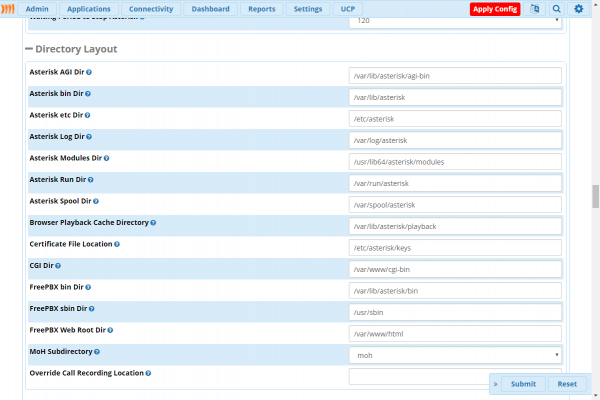 Admin Applications Connectivity Dashboard Reports Settings UCP Apply Config
120
Directory Layout
Asterisk AGI Dir /var/lib/asterisk/agi-bin
Asterisk bin Dir /var/lib/asterisk
Asterisk etc Dir /etc/asterisk
Asterisk Log Dir /var/log/asterisk
Asterisk Modules Dir /usr/lib64/asterisk/modules
Asterisk Run Dir /var/run/asterisk
Asterisk Spool Dir /var/spool/asterisk
Browser Playback Cache Directory /var/lib/asterisk/playback
Certificate File Location /etc/asterisk/keys
CGI Dir /var/www/cgi-bin
FreePBX bin Dir /var/lib/asterisk/bin
FreePBX sbin Dir /usr/sbin
FreePBX Web Root Dir /var/www/html
MoH Subdirectory moh
Override Call Recording Location
» Submit Reset